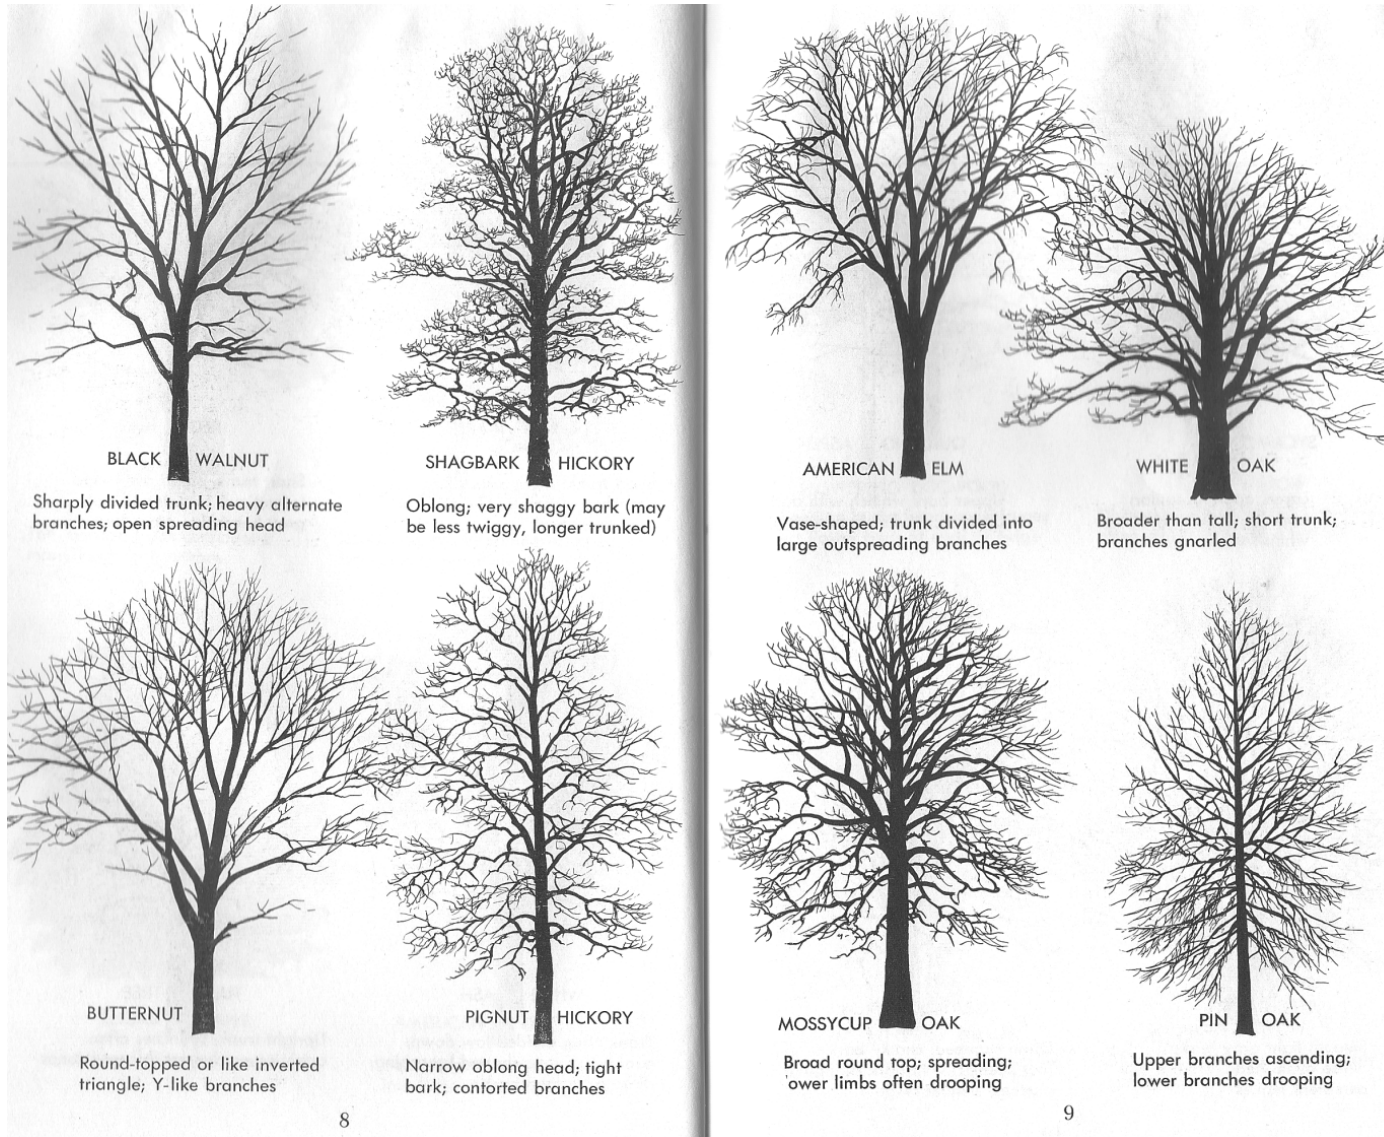 BLACK WALNUT
Sharply divided trunk; heavy alternate
branches; open spreading head
SHAGBARK HICKORY
Oblong; very shaggy bark (may
be less twiggy, longer trunked)
BUTTERNUT
Round-topped or like inverted
triangle; Y-like branches
PIGNUT HICKORY
Narrow oblong head; tight
bark; contorted branches
8
AMERICAN ELM
Vase-shaped; trunk divided into
large outspreading branches
WHITE OAK
Broader than tall; short trunk;
branches gnarled
MOSSYCUP OAK
Broad round top; spreading;
'ower limbs often drooping
PIN OAK
Upper branches ascending;
lower branches drooping
9